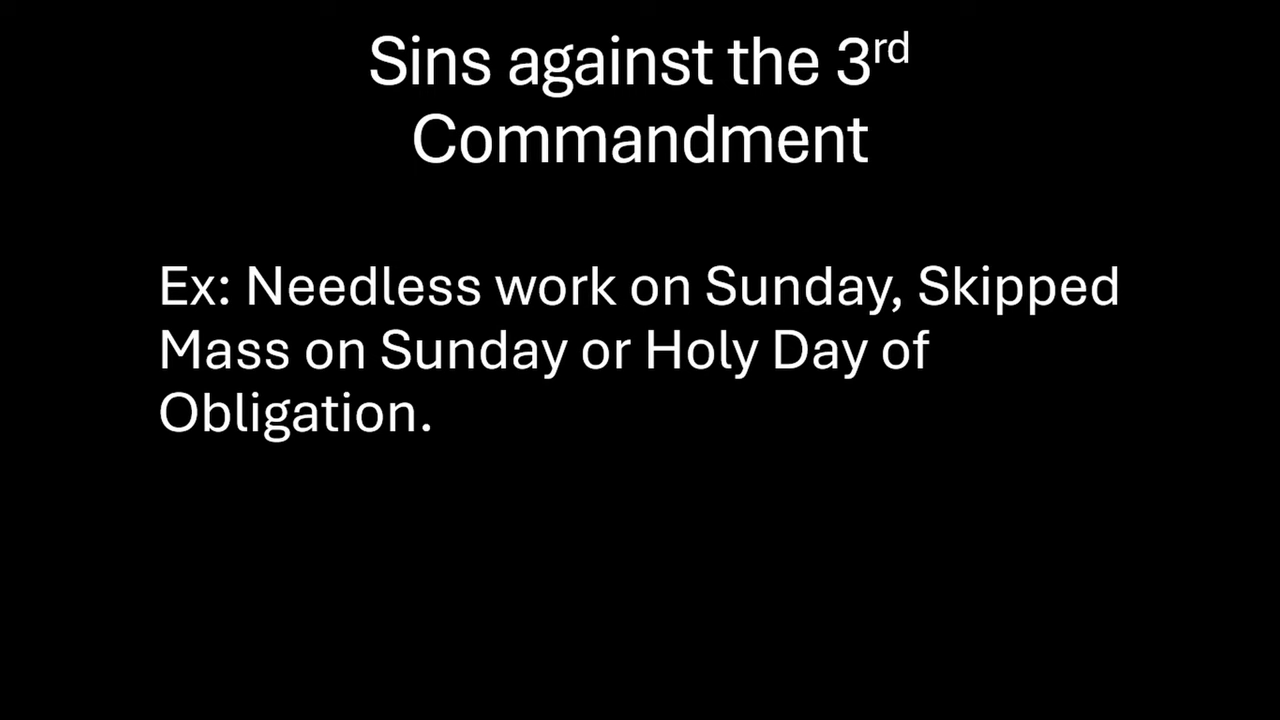 Sins against the 3rd
Commandment
Ex: Needless work on Sunday, Skipped
Mass on Sunday or Holy Day of
Obligation.